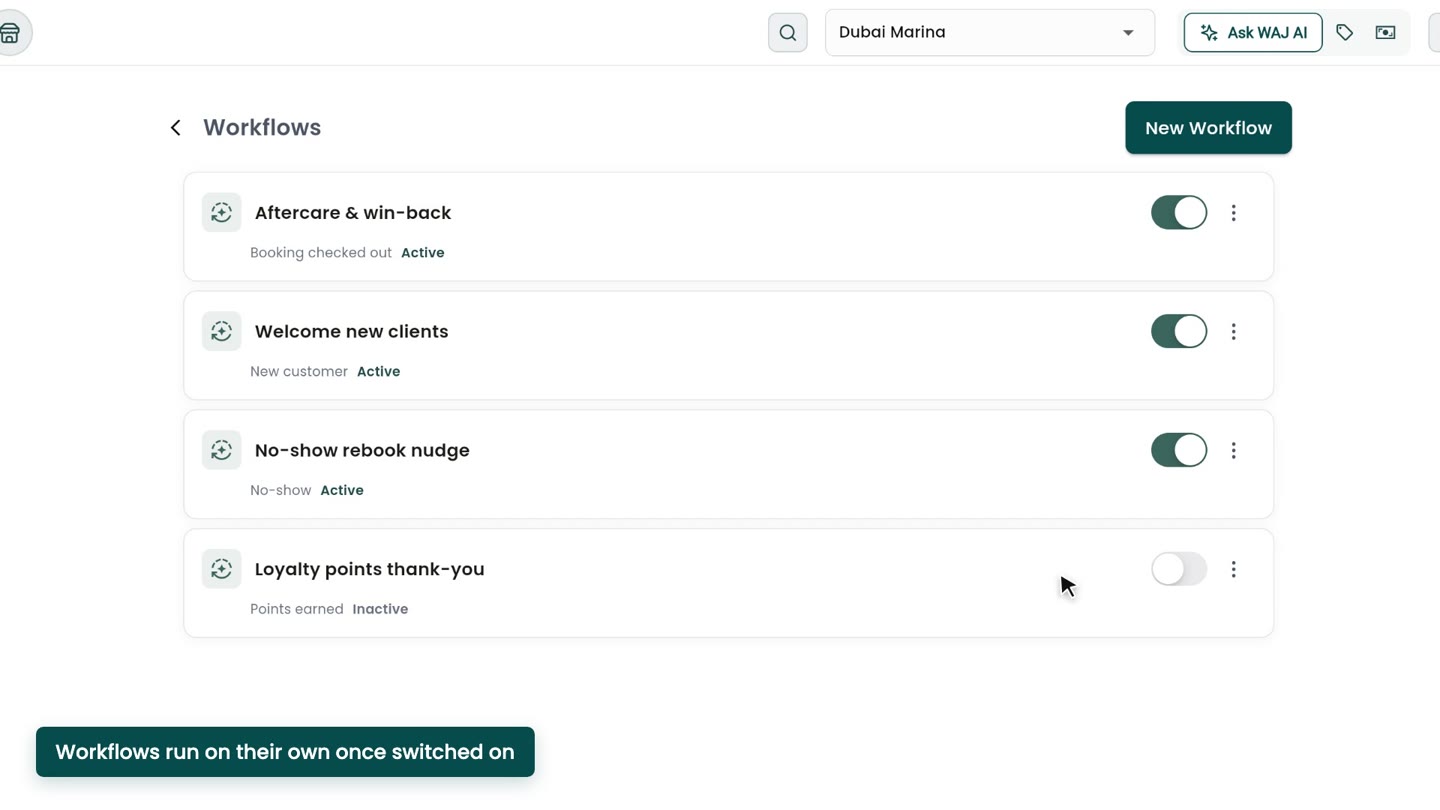 Dubai Marina
Ask WAJ AI
Workflows
New Workflow
Aftercare & win-back
Booking checked out Active
Welcome new clients
New customer Active
No-show rebook nudge
No-show Active
Loyalty points thank-you
Points earned Inactive
Workflows run on their own once switched on